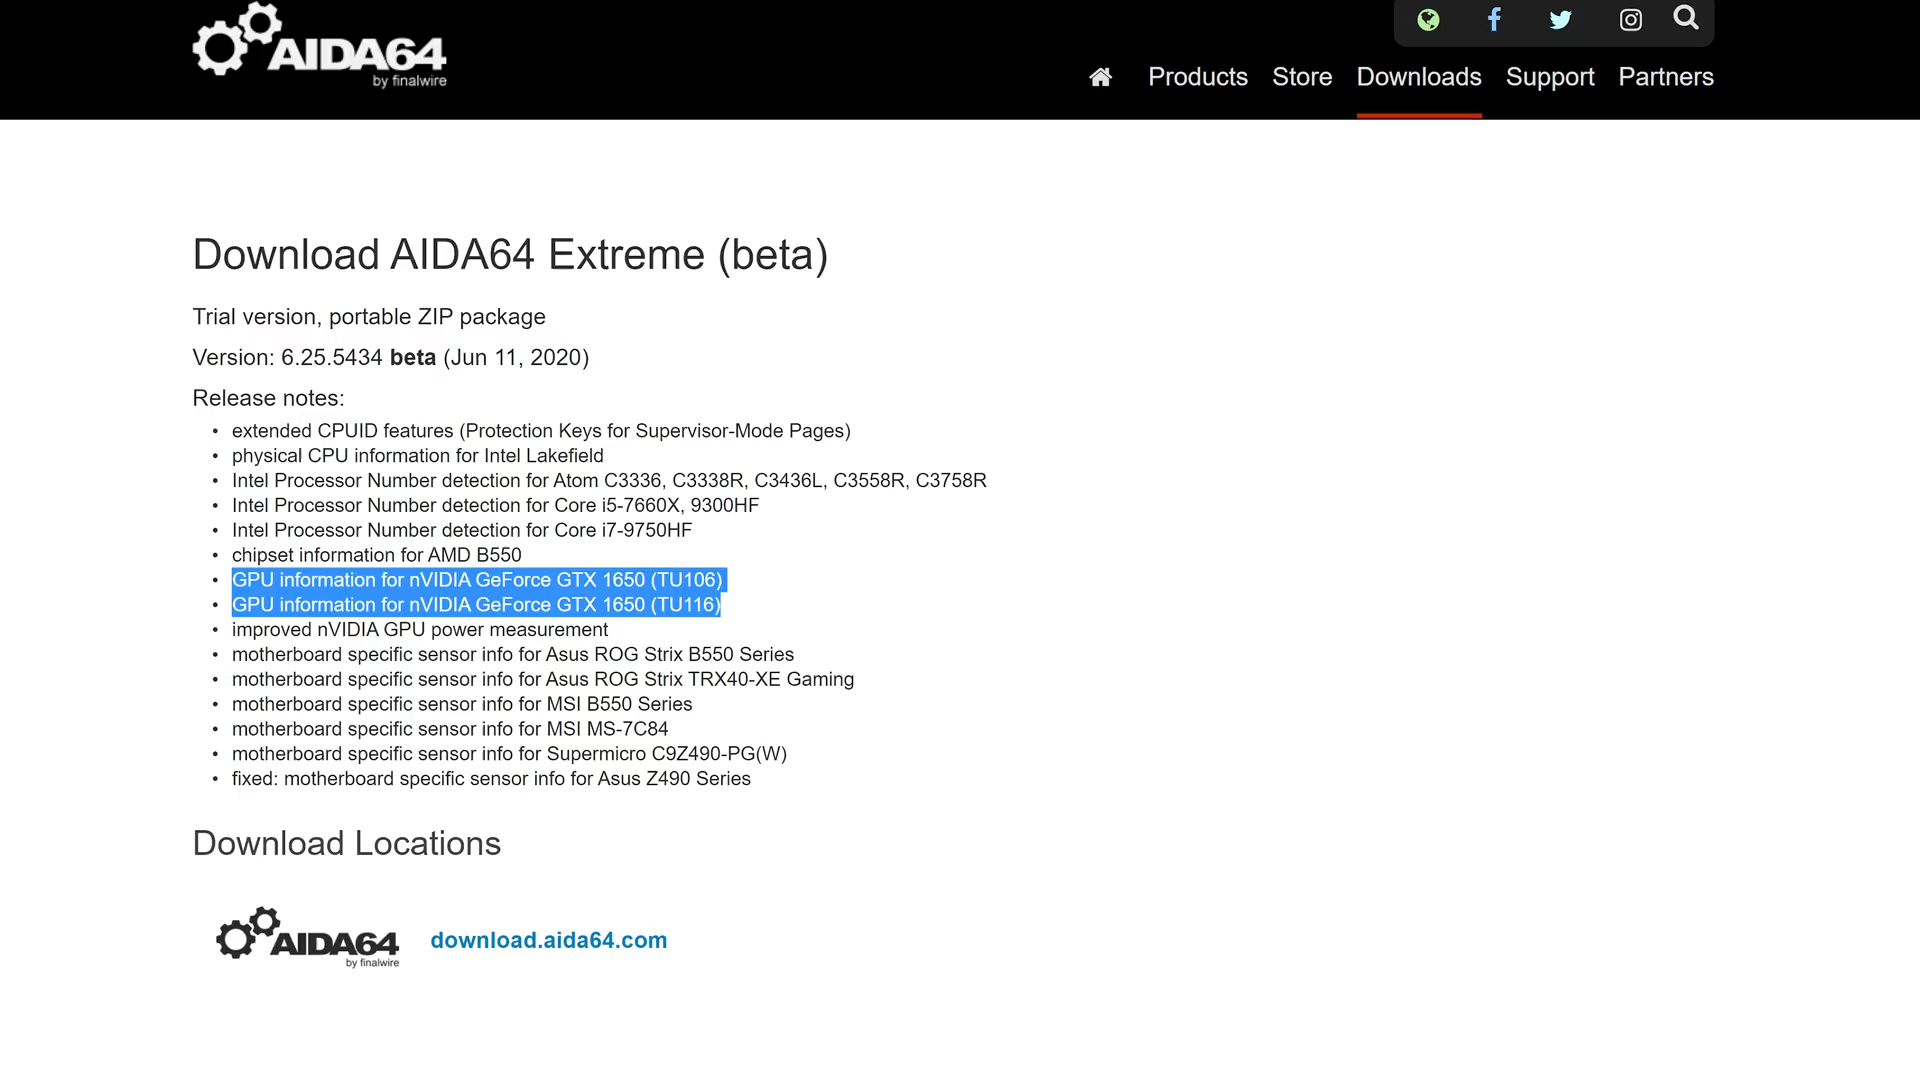 AIDA64
by finalwire
Products Store Downloads Support Partners
Download AIDA64 Extreme (beta)
Trial version, portable ZIP package
Version: 6.25.5434 beta (Jun 11, 2020)
Release notes:
• extended CPUID features (Protection Keys for Supervisor-Mode Pages)
• physical CPU information for Intel Lakefield
• Intel Processor Number detection for Atom C3336, C3338R, C3436L, C3558R, C3758R
• Intel Processor Number detection for Core i5-7660X, 9300HF
• Intel Processor Number detection for Core i7-9750HF
• chipset information for AMD B550
• GPU information for nVIDIA GeForce GTX 1650 (TU106)
• GPU information for nVIDIA GeForce GTX 1650 (TU116)
• improved nVIDIA GPU power measurement
• motherboard specific sensor info for Asus ROG Strix B550 Series
• motherboard specific sensor info for Asus ROG Strix TRX40-XE Gaming
• motherboard specific sensor info for MSI B550 Series
• motherboard specific sensor info for MSI MS-7C84
• motherboard specific sensor info for Supermicro C9Z490-PG(W)
• fixed: motherboard specific sensor info for Asus Z490 Series
Download Locations
AIDA64
by finalwire
download.aida64.com